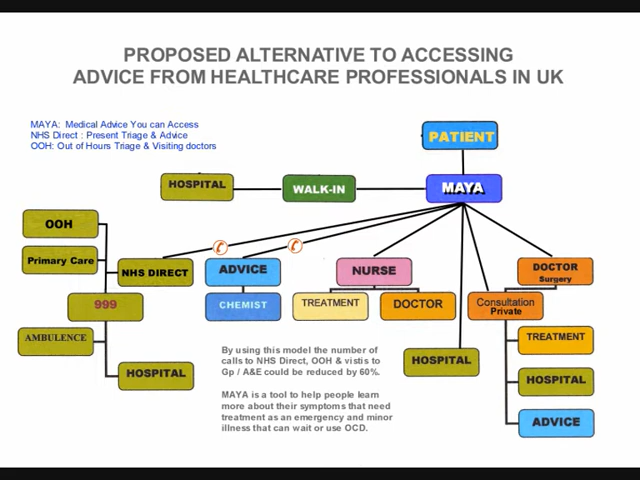 PROPOSED ALTERNATIVE TO ACCESSING
ADVICE FROM HEALTHCARE PROFESSIONALS IN UK
MAYA: Medical Advice You can Access
NHS Direct : Present Triage & Advice
OOH: Out of Hours Triage & Visiting doctors
PATIENT
HOSPITAL
WALK-IN
MAYA
OOH
Primary Care
NHS DIRECT
999
AMBULENCE
HOSPITAL
ADVICE
CHEMIST
NURSE
TREATMENT
DOCTOR
HOSPITAL
DOCTOR
Surgery
Consultation
Private
TREATMENT
HOSPITAL
ADVICE
By using this model the number of
calls to NHS Direct, OOH & vistis to
Gp / A&E could be reduced by 60%.
MAYA is a tool to help people learn
more about their symptoms that need
treatment as an emergency and minor
illness that can wait or use OCD.